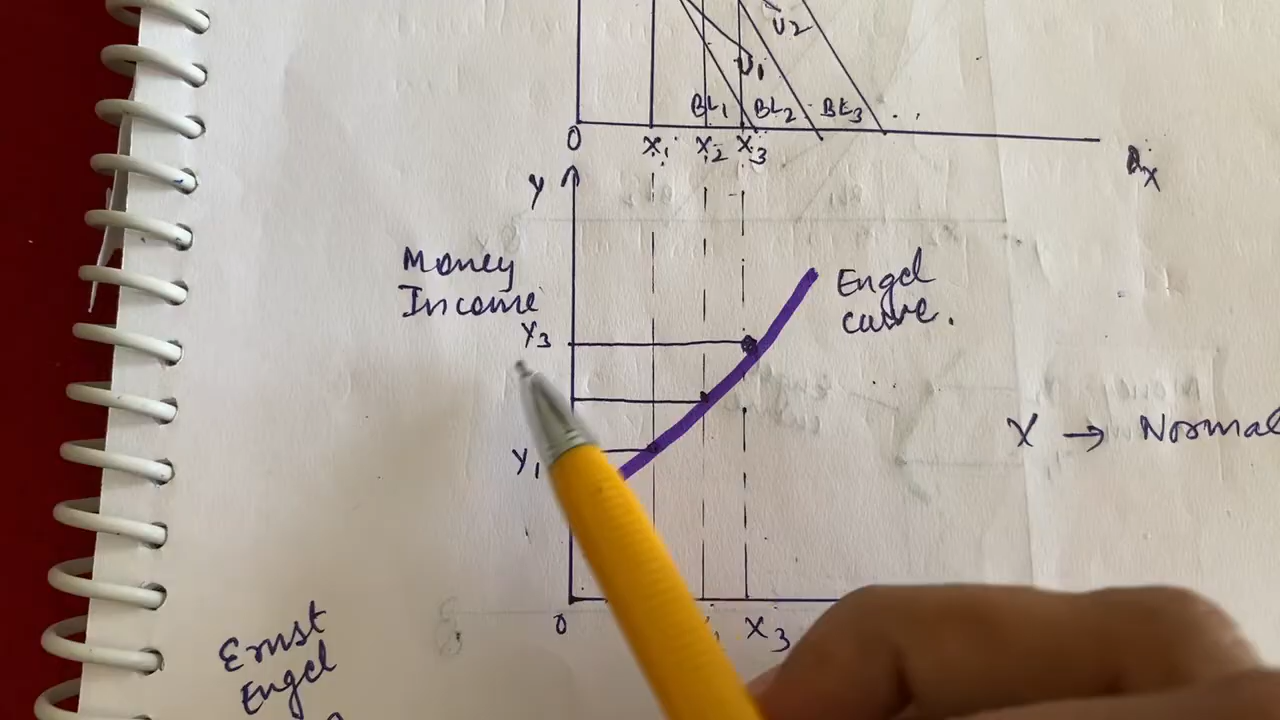 U2
U1
BL1 BL2 BL3
0 X1 X2 X3
QX
Y
Money
Income
Engel
curve.
Y3
X → Normal
Y1
0 X3
Ernst
Engel